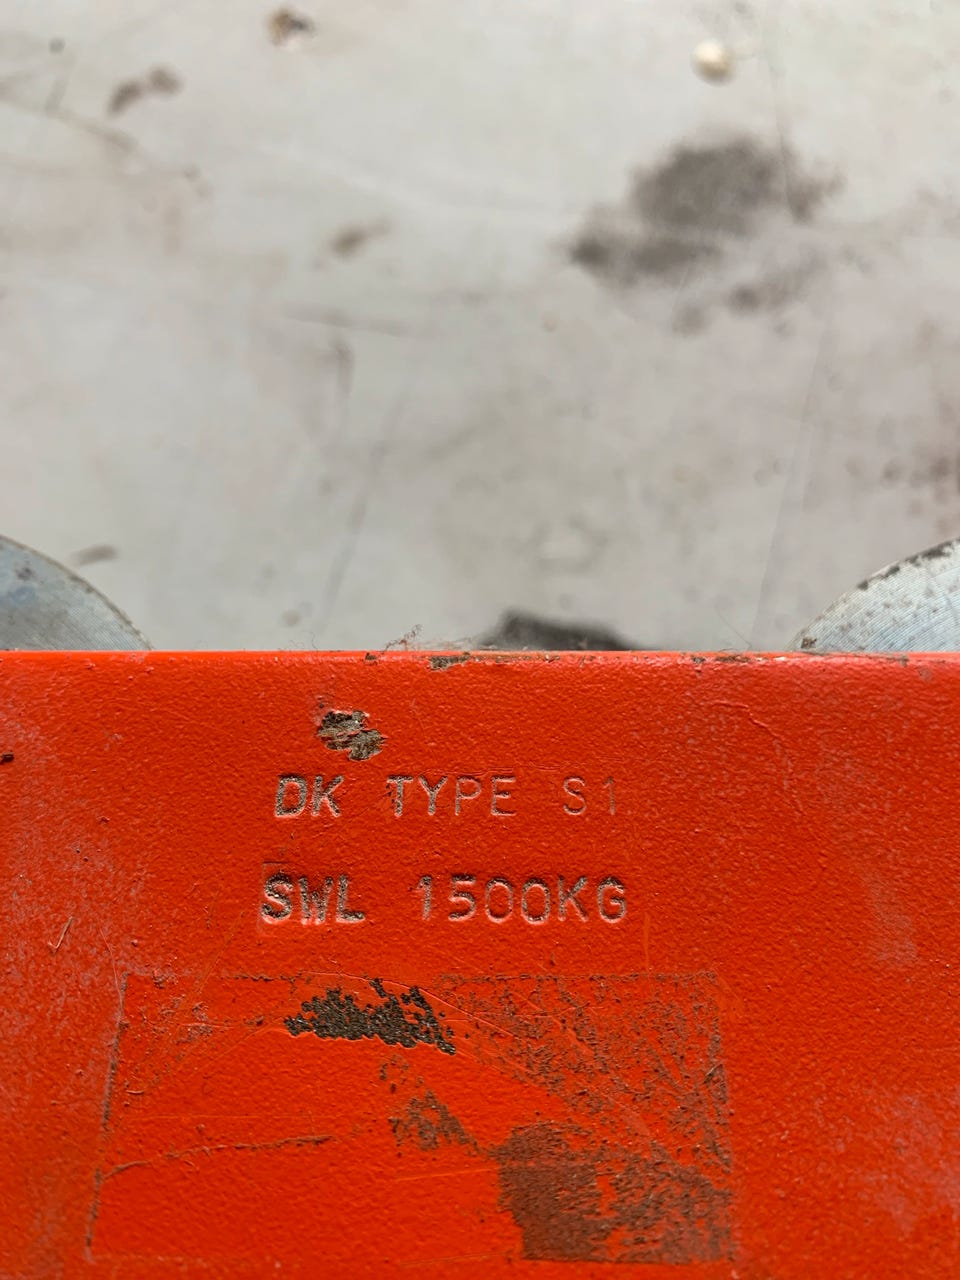 DK TYPE S1
SWL 1500KG